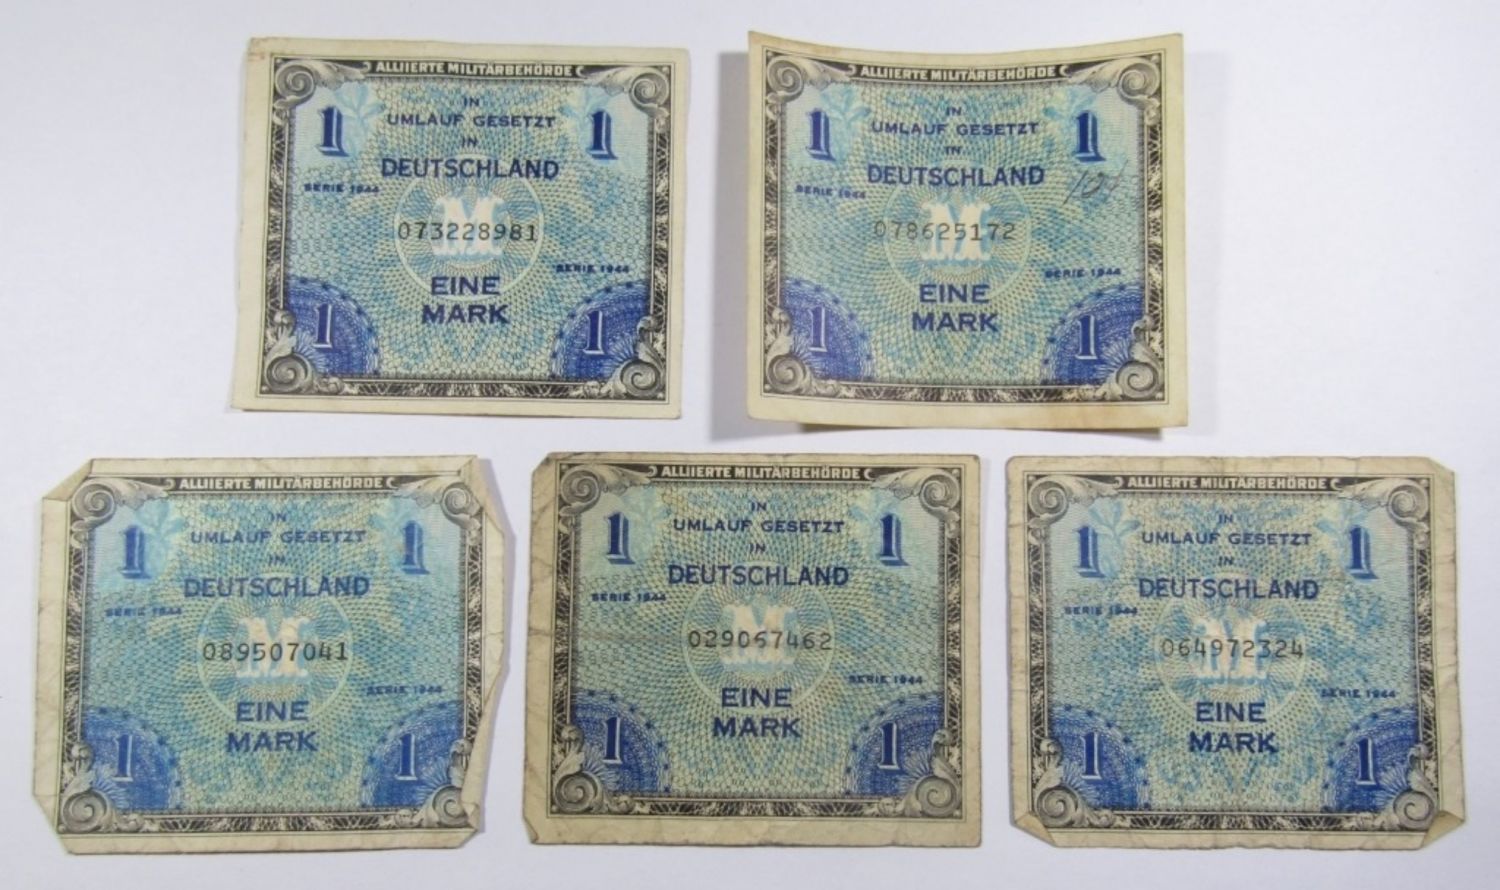 ALLIIERTE MILITÄRBEHÖRDE
IN
1 UMLAUF GESETZT 1
IN
DEUTSCHLAND
SERIE 1944
073228981
SERIE 1944
EINE
1 MARK 1
ALLIIERTE MILITÄRBEHÖRDE
IN
1 UMLAUF GESETZT 1
IN
DEUTSCHLAND
SERIE 1944
M
078625172
SERIE 1944
EINE
1 MARK 1
ALLIIERTE MILITÄRBEHÖRDE
IN
1 UMLAUF GESETZT 1
IN
DEUTSCHLAND
SERIE 1944
M
089507041
SERIE 1944
EINE
1 MARK 1
ALLIIERTE MILITÄRBEHÖRDE
IN
1 UMLAUF GESETZT 1
IN
DEUTSCHLAND
SERIE 1944
M
029067462
SERIE 1944
EINE
1 MARK 1
ALLIIERTE MILITÄRBEHÖRDE
IN
1 UMLAUF GESETZT 1
IN
DEUTSCHLAND
SERIE 1944
M
064972324
SERIE 1944
EINE
1 MARK 1